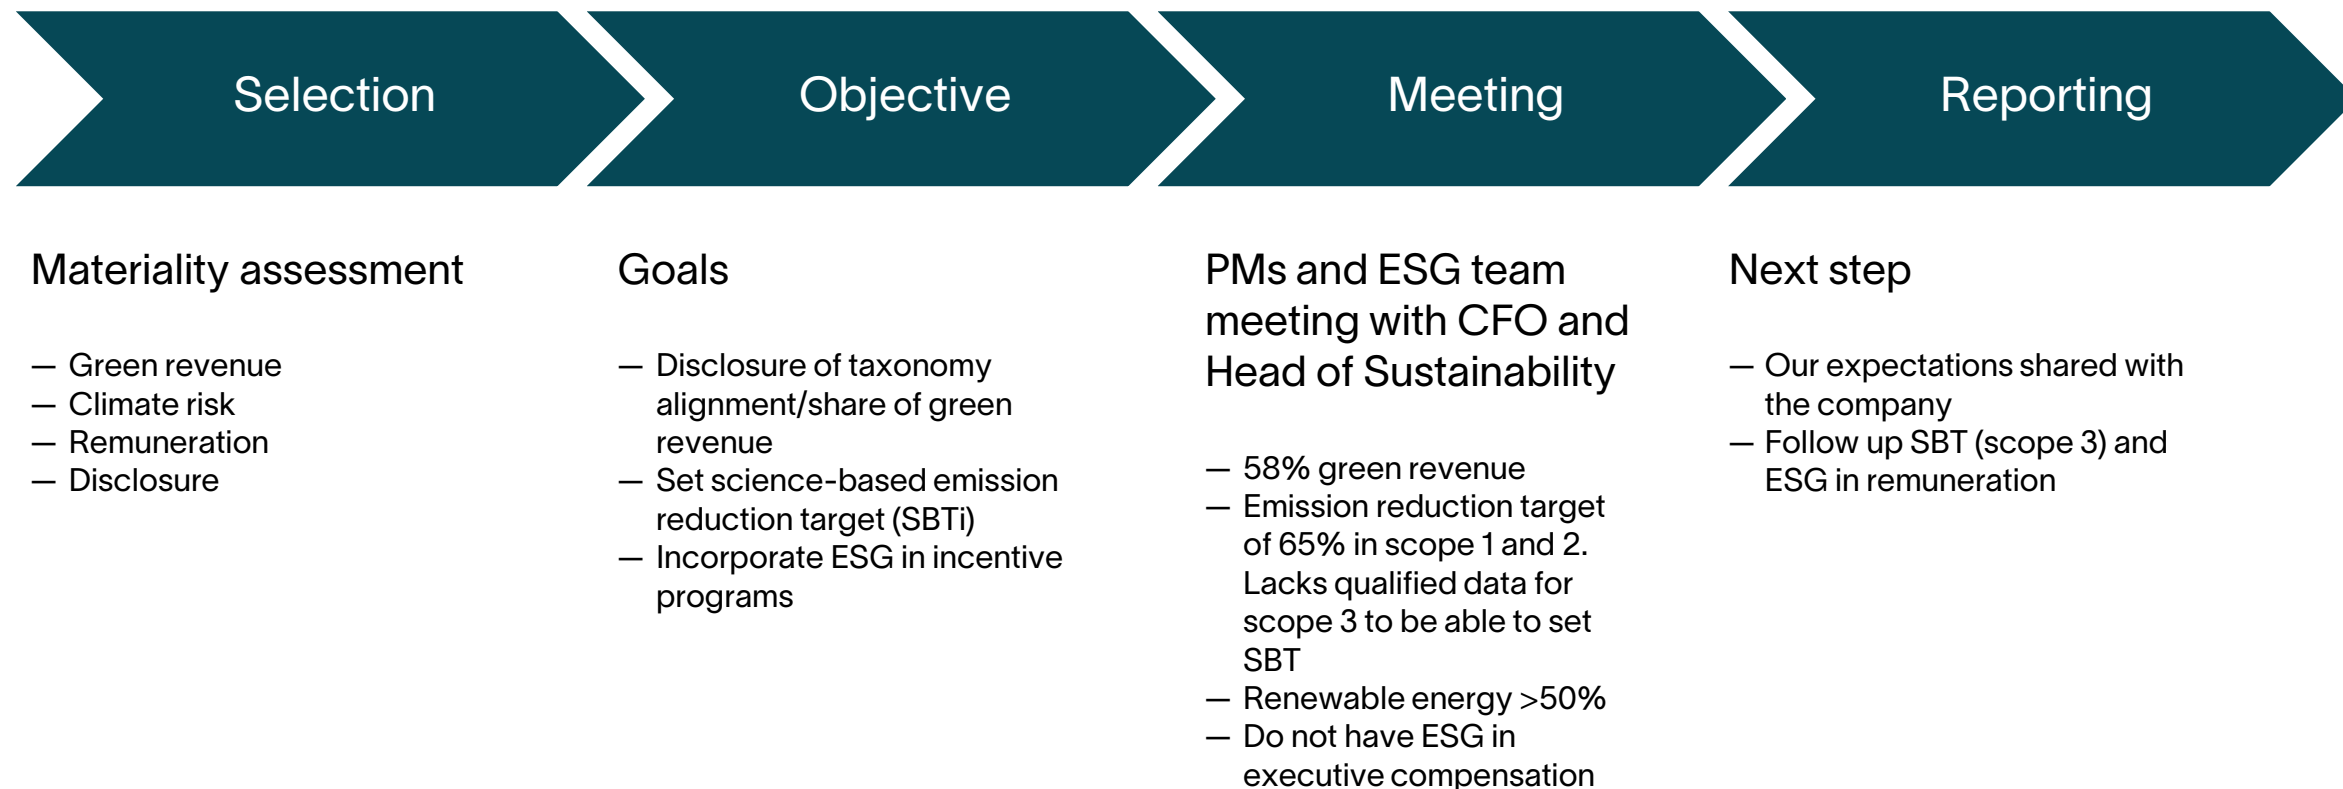 Selection
Objective
Meeting
Reporting
Materiality assessment
— Green revenue
— Climate risk
— Remuneration
— Disclosure
Goals
— Disclosure of taxonomy
alignment/share of green
revenue
— Set science-based emission
reduction target (SBTi)
— Incorporate ESG in incentive
programs
PMs and ESG team
meeting with CFO and
Head of Sustainability
— 58% green revenue
— Emission reduction target
of 65% in scope 1 and 2.
Lacks qualified data for
scope 3 to be able to set
SBT
— Renewable energy >50%
— Do not have ESG in
executive compensation
Next step
— Our expectations shared with
the company
— Follow up SBT (scope 3) and
ESG in remuneration